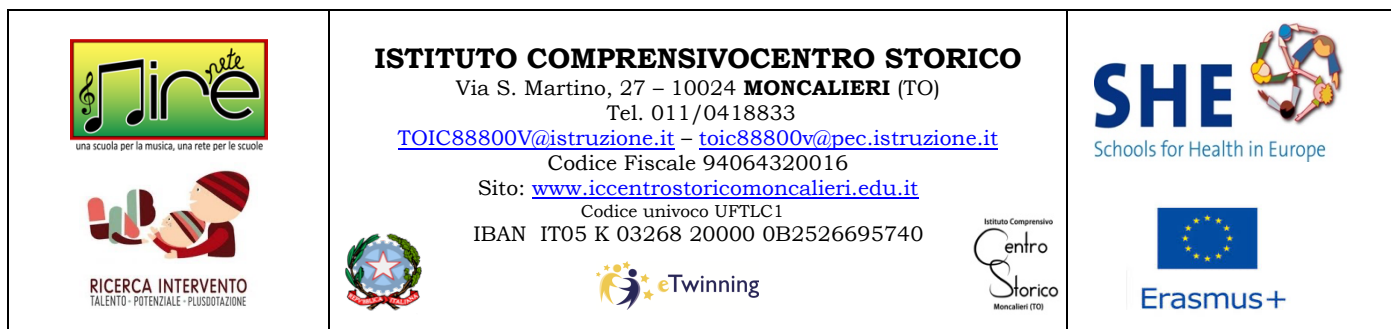 rete
mire
una scuola per la musica, una rete per le scuole
RICERCA INTERVENTO
TALENTO - POTENZIALE - PLUSDOTAZIONE
ISTITUTO COMPRENSIVOCENTRO STORICO
Via S. Martino, 27 – 10024 MONCALIERI (TO)
Tel. 011/0418833
TOIC88800V@istruzione.it – toic88800v@pec.istruzione.it
Codice Fiscale 94064320016
Sito: www.iccentrostoricomoncalieri.edu.it
Codice univoco UFTLC1
IBAN IT05 K 03268 20000 0B2526695740
REPVBBLICA ITALIANA
eTwinning
Istituto Comprensivo
Centro
Storico
Moncalieri (TO)
SHE
Schools for Health in Europe
Erasmus+